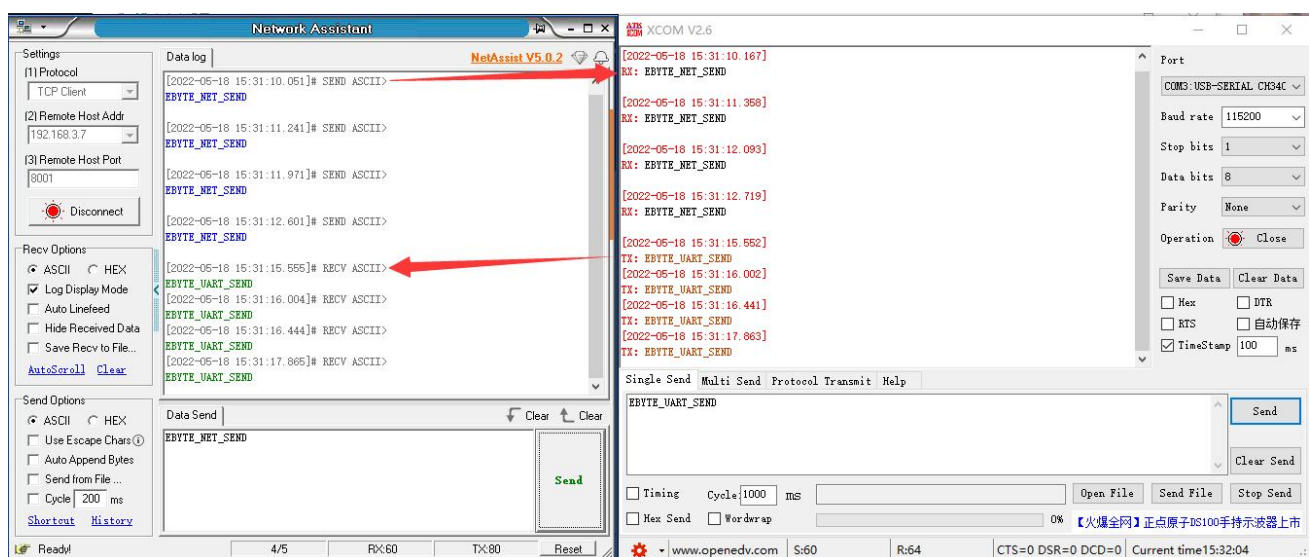 Network Assistant
Settings
(1) Protocol
TCP Client
(2) Remote Host Addr
192.168.3.7
(3) Remote Host Port
8001
Disconnect
Recv Options
ASCII HEX
Log Display Mode
Auto Linefeed
Hide Received Data
Save Recv to File...
AutoScroll Clear
Send Options
ASCII HEX
Use Escape Chars
Auto Append Bytes
Send from File ...
Cycle 200 ms
Shortcut History
Data log
NetAssist V5.0.2
[2022-05-18 15:31:10.051]# SEND ASCII>
EBYTE_NET_SEND
[2022-05-18 15:31:11.241]# SEND ASCII>
EBYTE_NET_SEND
[2022-05-18 15:31:11.971]# SEND ASCII>
EBYTE_NET_SEND
[2022-05-18 15:31:12.601]# SEND ASCII>
EBYTE_NET_SEND
[2022-05-18 15:31:15.555]# RECV ASCII>
EBYTE_UART_SEND
[2022-05-18 15:31:16.004]# RECV ASCII>
EBYTE_UART_SEND
[2022-05-18 15:31:16.444]# RECV ASCII>
EBYTE_UART_SEND
[2022-05-18 15:31:17.865]# RECV ASCII>
EBYTE_UART_SEND
Data Send
Clear Clear
EBYTE_NET_SEND
Send
Ready! 4/5 RX:60 TX:80 Reset
XCOM V2.6
[2022-05-18 15:31:10.167]
RX: EBYTE_NET_SEND
[2022-05-18 15:31:11.358]
RX: EBYTE_NET_SEND
[2022-05-18 15:31:12.093]
RX: EBYTE_NET_SEND
[2022-05-18 15:31:12.719]
RX: EBYTE_NET_SEND
[2022-05-18 15:31:15.552]
TX: EBYTE_UART_SEND
[2022-05-18 15:31:16.002]
TX: EBYTE_UART_SEND
[2022-05-18 15:31:16.441]
TX: EBYTE_UART_SEND
[2022-05-18 15:31:17.863]
TX: EBYTE_UART_SEND
Port
COM3:USB-SERIAL CH34C
Baud rate 115200
Stop bits 1
Data bits 8
Parity None
Operation Close
Save Data Clear Data
Hex DTR
RTS 自动保存
TimeStamp 100 ms
Single Send Multi Send Protocol Transmit Help
EBYTE_UART_SEND
Send
Clear Send
Timing Cycle: 1000 ms Open File Send File Stop Send
Hex Send Wordwrap 0% 【火爆全网】正点原子DS100手持示波器上市
www.openedv.com S:60 R:64 CTS=0 DSR=0 DCD=0 Current time15:32:04